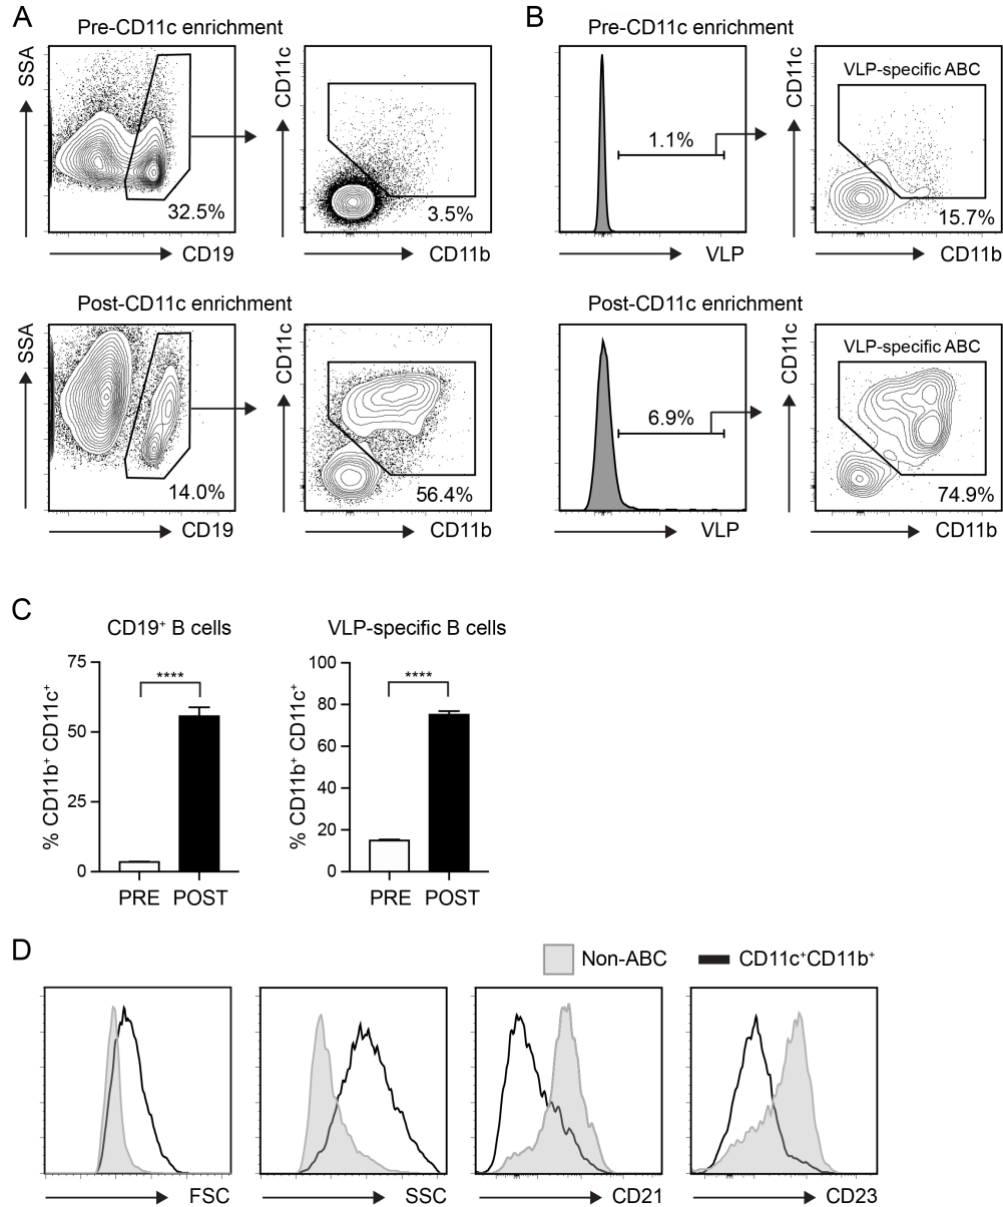 A
B
Pre-CD11c enrichment
Pre-CD11c enrichment
SSA
32.5%
CD19
CD11c
3.5%
CD11b
1.1%
VLP
CD11c
VLP-specific ABC
15.7%
CD11b
Post-CD11c enrichment
Post-CD11c enrichment
SSA
14.0%
CD19
CD11c
56.4%
CD11b
6.9%
VLP
CD11c
VLP-specific ABC
74.9%
CD11b
C
CD19⁺ B cells
% CD11b⁺ CD11c⁺
75
50
25
0
****
PRE POST
VLP-specific B cells
% CD11b⁺ CD11c⁺
100
80
60
40
20
0
****
PRE POST
D
Non-ABC
CD11c⁺CD11b⁺
FSC
SSC
CD21
CD23